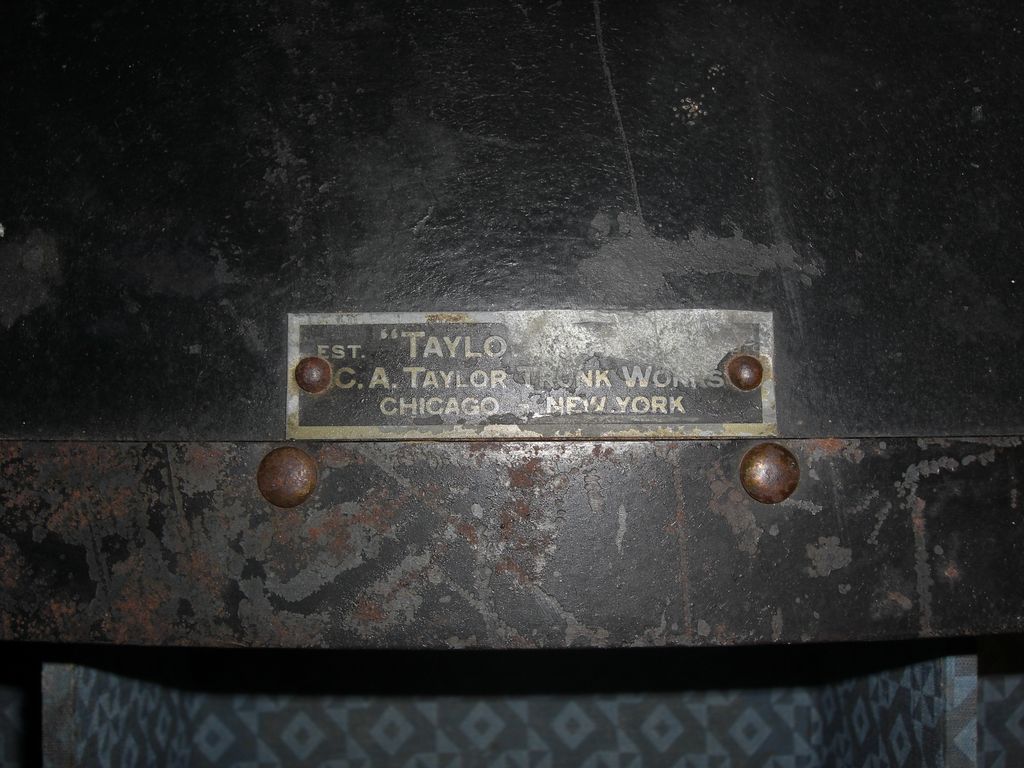 EST. "TAYLO
C. A. TAYLOR TRUNK WORKS
CHICAGO - NEW YORK